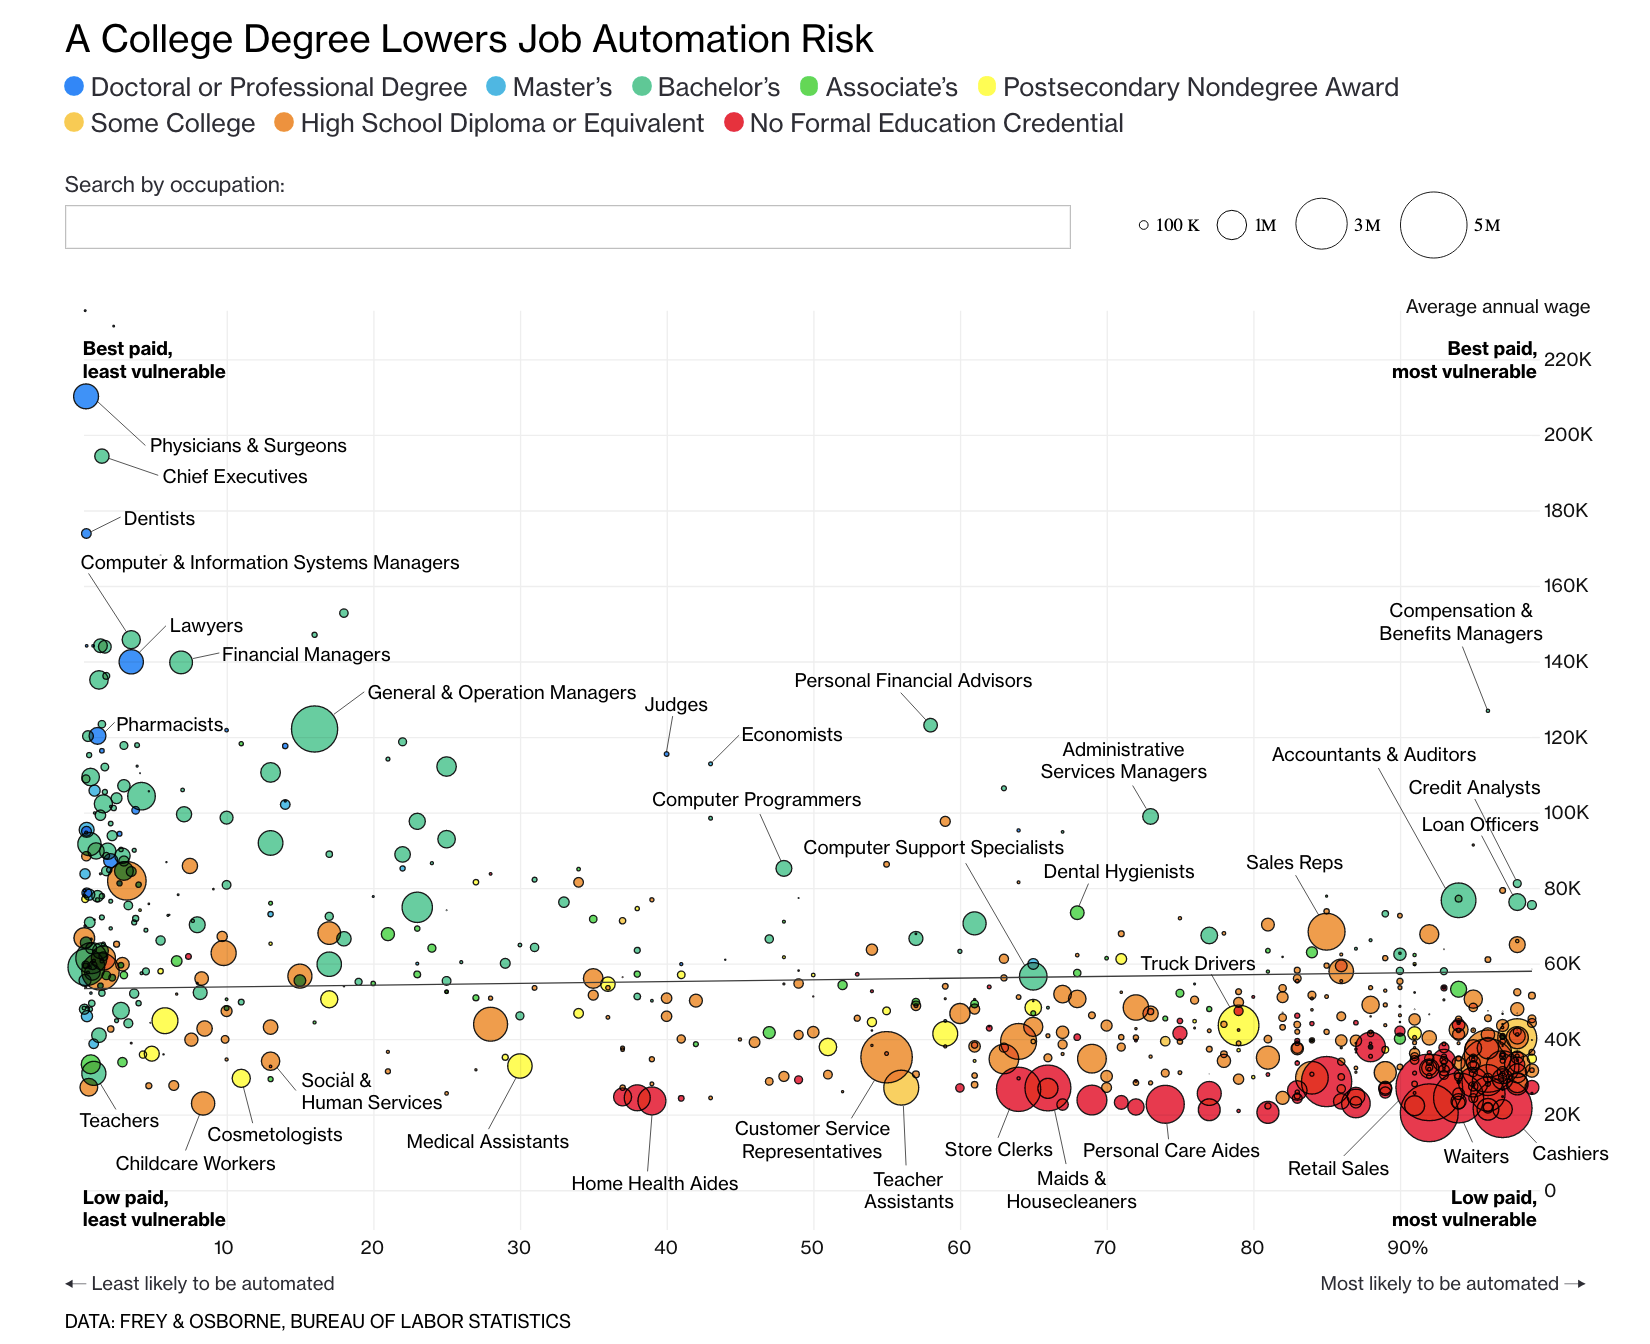 A College Degree Lowers Job Automation Risk
Doctoral or Professional Degree Master's Bachelor's Associate's Postsecondary Nondegree Award
Some College High School Diploma or Equivalent No Formal Education Credential
Search by occupation:
100 K 1M 3M 5M
Average annual wage
Best paid,
least vulnerable
Best paid,
most vulnerable
220K
Physicians & Surgeons
200K
Chief Executives
180K
Dentists
Computer & Information Systems Managers
160K
Compensation &
Benefits Managers
Lawyers
Financial Managers
140K
Personal Financial Advisors
General & Operation Managers
Judges
Pharmacists
Economists
120K
Administrative
Services Managers
Accountants & Auditors
Credit Analysts
Computer Programmers
100K
Loan Officers
Computer Support Specialists
Sales Reps
Dental Hygienists
80K
Truck Drivers
60K
40K
Social &
Human Services
Teachers
20K
Cosmetologists
Customer Service
Representatives
Medical Assistants
Store Clerks
Personal Care Aides
Childcare Workers
Retail Sales
Waiters
Cashiers
Home Health Aides
Teacher
Assistants
Maids &
Housecleaners
0
Low paid,
least vulnerable
Low paid,
most vulnerable
10 20 30 40 50 60 70 80 90%
← Least likely to be automated
Most likely to be automated →
DATA: FREY & OSBORNE, BUREAU OF LABOR STATISTICS